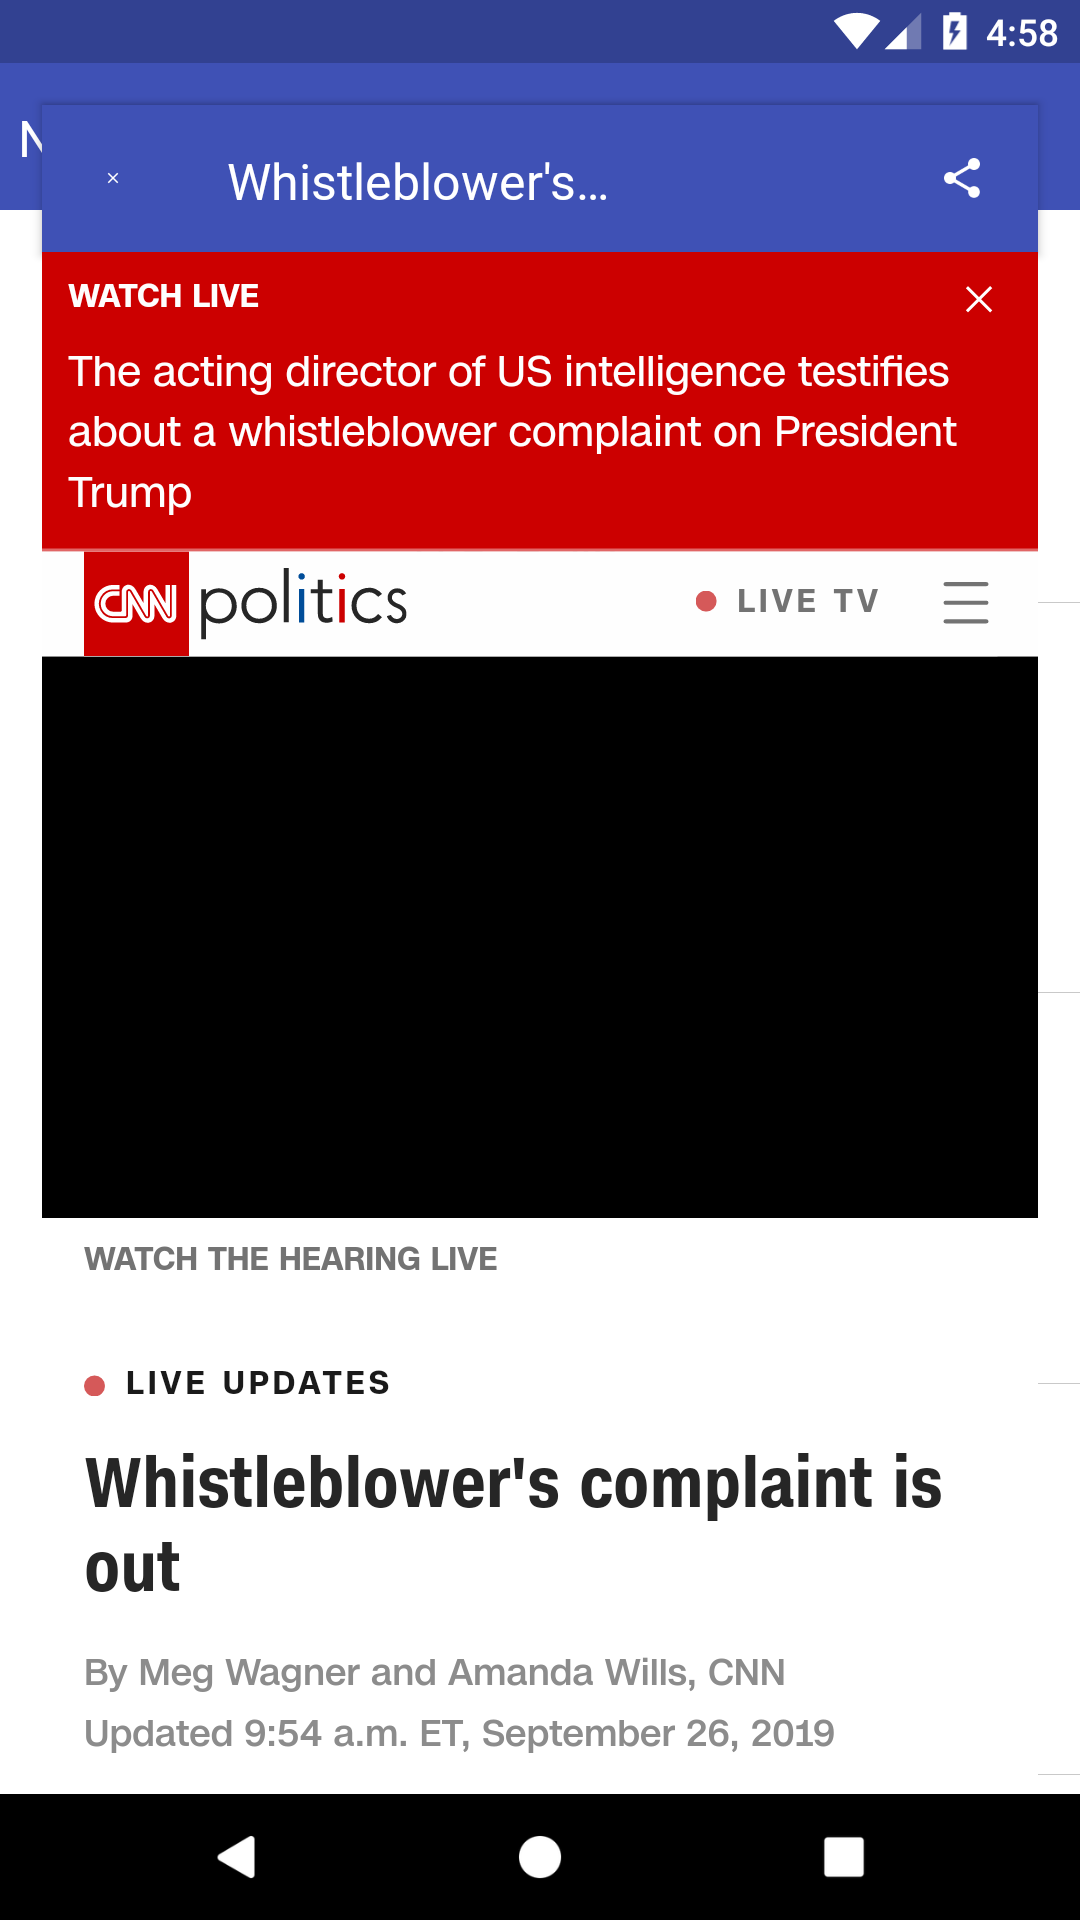 4:58
N
Whistleblower's...
WATCH LIVE
The acting director of US intelligence testifies
about a whistleblower complaint on President
Trump
CNN politics
LIVE TV
WATCH THE HEARING LIVE
LIVE UPDATES
Whistleblower's complaint is
out
By Meg Wagner and Amanda Wills, CNN
Updated 9:54 a.m. ET, September 26, 2019